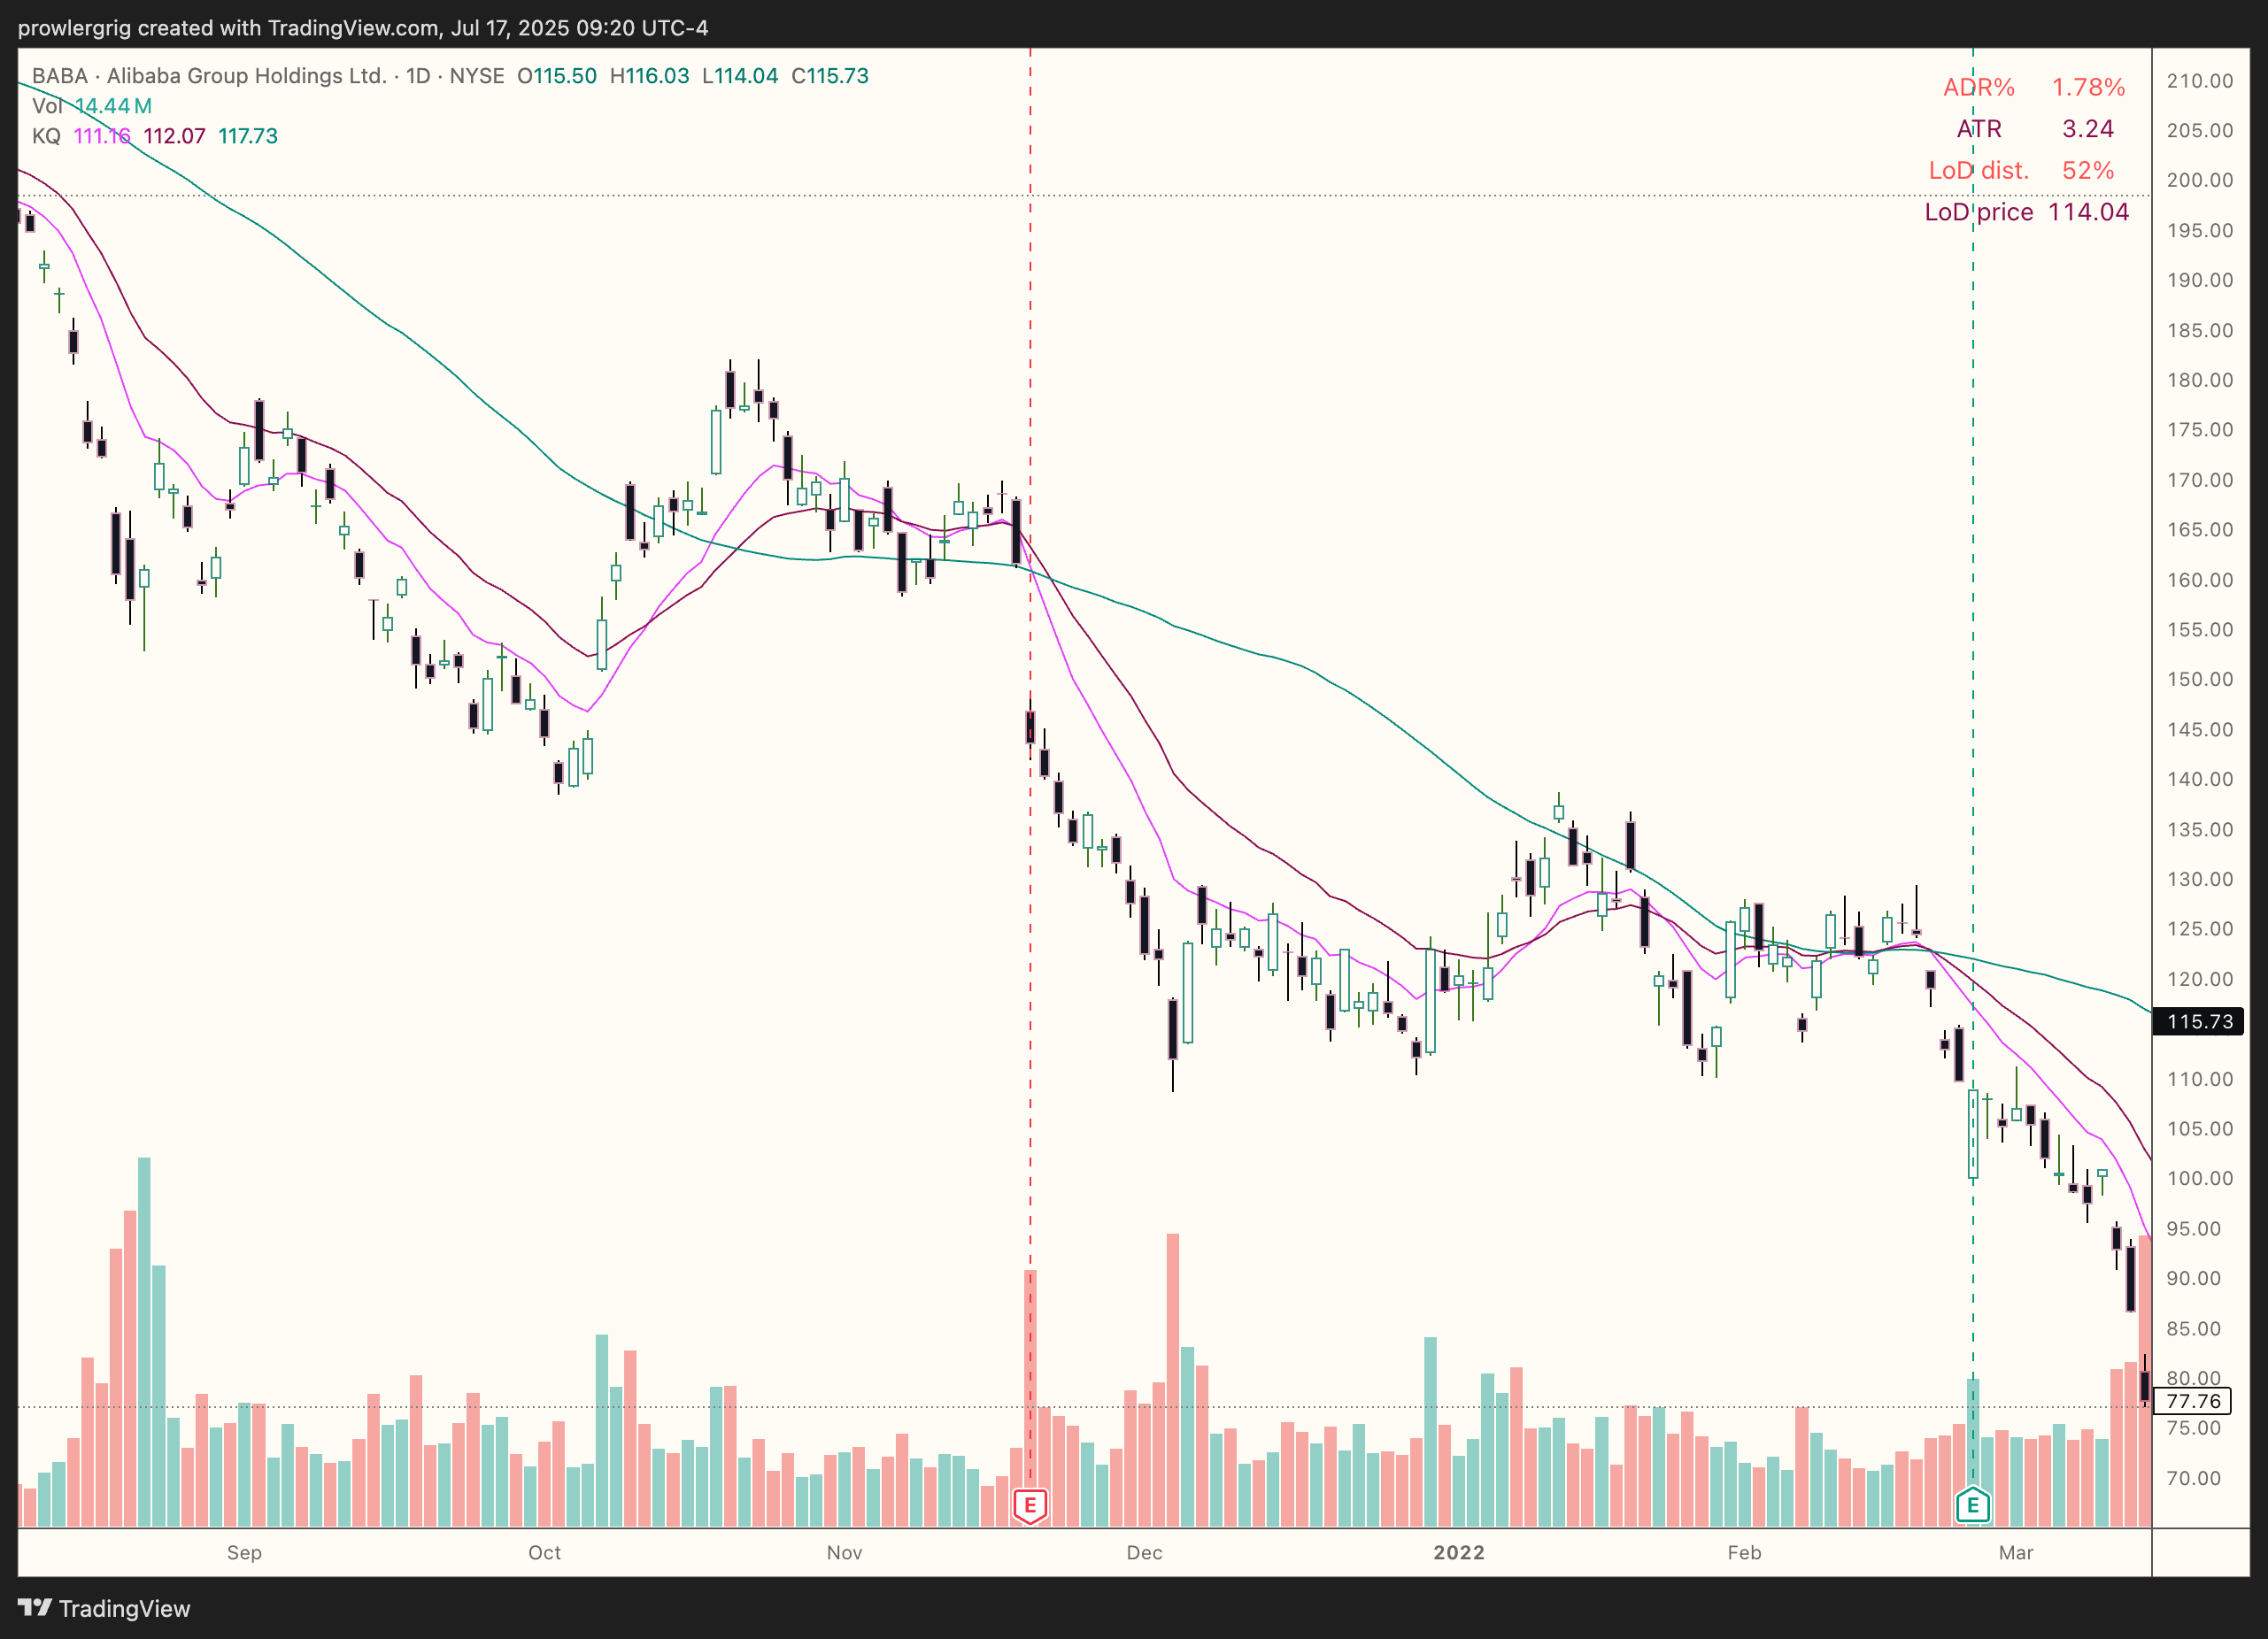 prowlergrig created with TradingView.com, Jul 17, 2025 09:20 UTC-4
BABA · Alibaba Group Holdings Ltd. · 1D · NYSE O115.50 H116.03 L114.04 C115.73
Vol 14.44 M
KQ 111.16 112.07 117.73
ADR% 1.78%
ATR 3.24
LoD dist. 52%
LoD price 114.04
210.00
205.00
200.00
195.00
190.00
185.00
180.00
175.00
170.00
165.00
160.00
155.00
150.00
145.00
140.00
135.00
130.00
125.00
120.00
115.73
110.00
105.00
100.00
95.00
90.00
85.00
80.00
77.76
75.00
70.00
E E
Sep Oct Nov Dec 2022 Feb Mar
TradingView